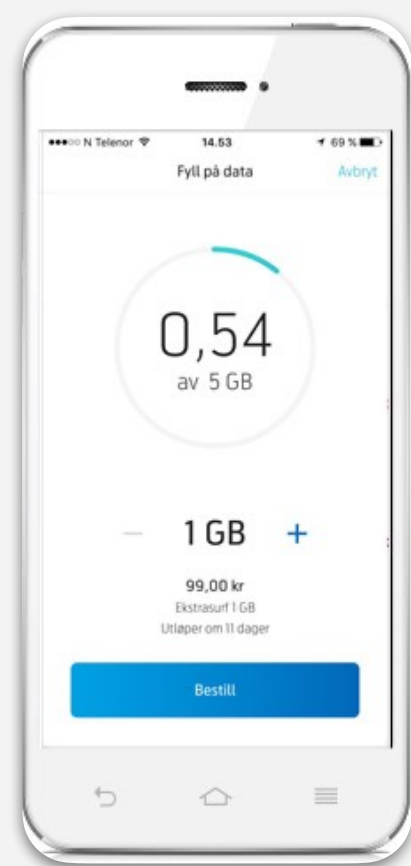 N Telenor 14.53 69 %
Fyll på data Avbryt
0,54
av 5 GB
− 1 GB +
99,00 kr
Ekstrasurf 1 GB
Utløper om 11 dager
Bestill